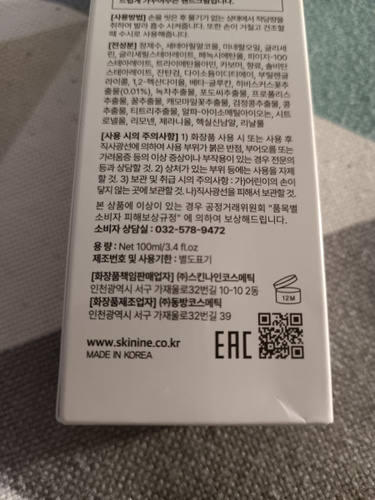 드럽게 가꾸어주는 핸드크림입니다.
[사용방법] 손을 씻은 후 물기가 없는 상태에서 적당량을
취하여 발라 흡수 시켜줍니다. 또한 손이 거칠고 건조할
때 수시로 사용해줍니다.
[전성분] 정제수, 세테아릴알코올, 미네랄오일, 글리세
린, 글리세릴스테아레이트, 페녹시에탄올, 피이지-100
스테아레이트, 트라이에탄올아민, 카보머, 향료, 솔비탄
스테아레이트, 잔탄검, 다이소듐이디티에이, 부틸렌글
라이콜, 1,2-헥산다이올, 베타-글루칸, 히비스커스꽃추
출물(0.01%), 녹차추출물, 포도씨추출물, 프로폴리스
추출물, 꿀추출물, 캐모마일꽃추출물, 검정콩추출물, 콩
추출물, 티트리추출물, 알파-아이소메틸아이오논, 시트
로넬올, 리모넨, 제라니올, 헥실신남알, 리날룰
[사용 시의 주의사항] 1) 화장품 사용 시 또는 사용 후
직사광선에 의하여 사용 부위가 붉은 반점, 부어오름 또는
가려움증 등의 이상 증상이나 부작용이 있는 경우 전문의
등과 상담할 것. 2) 상처가 있는 부위 등에는 사용을 자제
할 것. 3) 보관 및 취급 시의 주의사항 : 가)어린이의 손이
닿지 않는 곳에 보관할 것. 나)직사광선을 피해서 보관할 것.
본 상품에 이상이 있는 경우 공정거래위원회 "품목별
소비자 피해보상규정" 에 의하여 보상해드립니다.
소비자 상담실 : 032-578-9472
용 량 : Net 100ml/3.4 fl.oz
제조번호 및 사용기한 : 별도표기
[화장품책임판매업자] ㈜스킨나인코스메틱
인천광역시 서구 가재울로32번길 10-10 2동
[화장품제조업자] ㈜동방코스메틱
인천광역시 서구 가재울로32번길 39
12M
www.skinine.co.kr
MADE IN KOREA
EAC